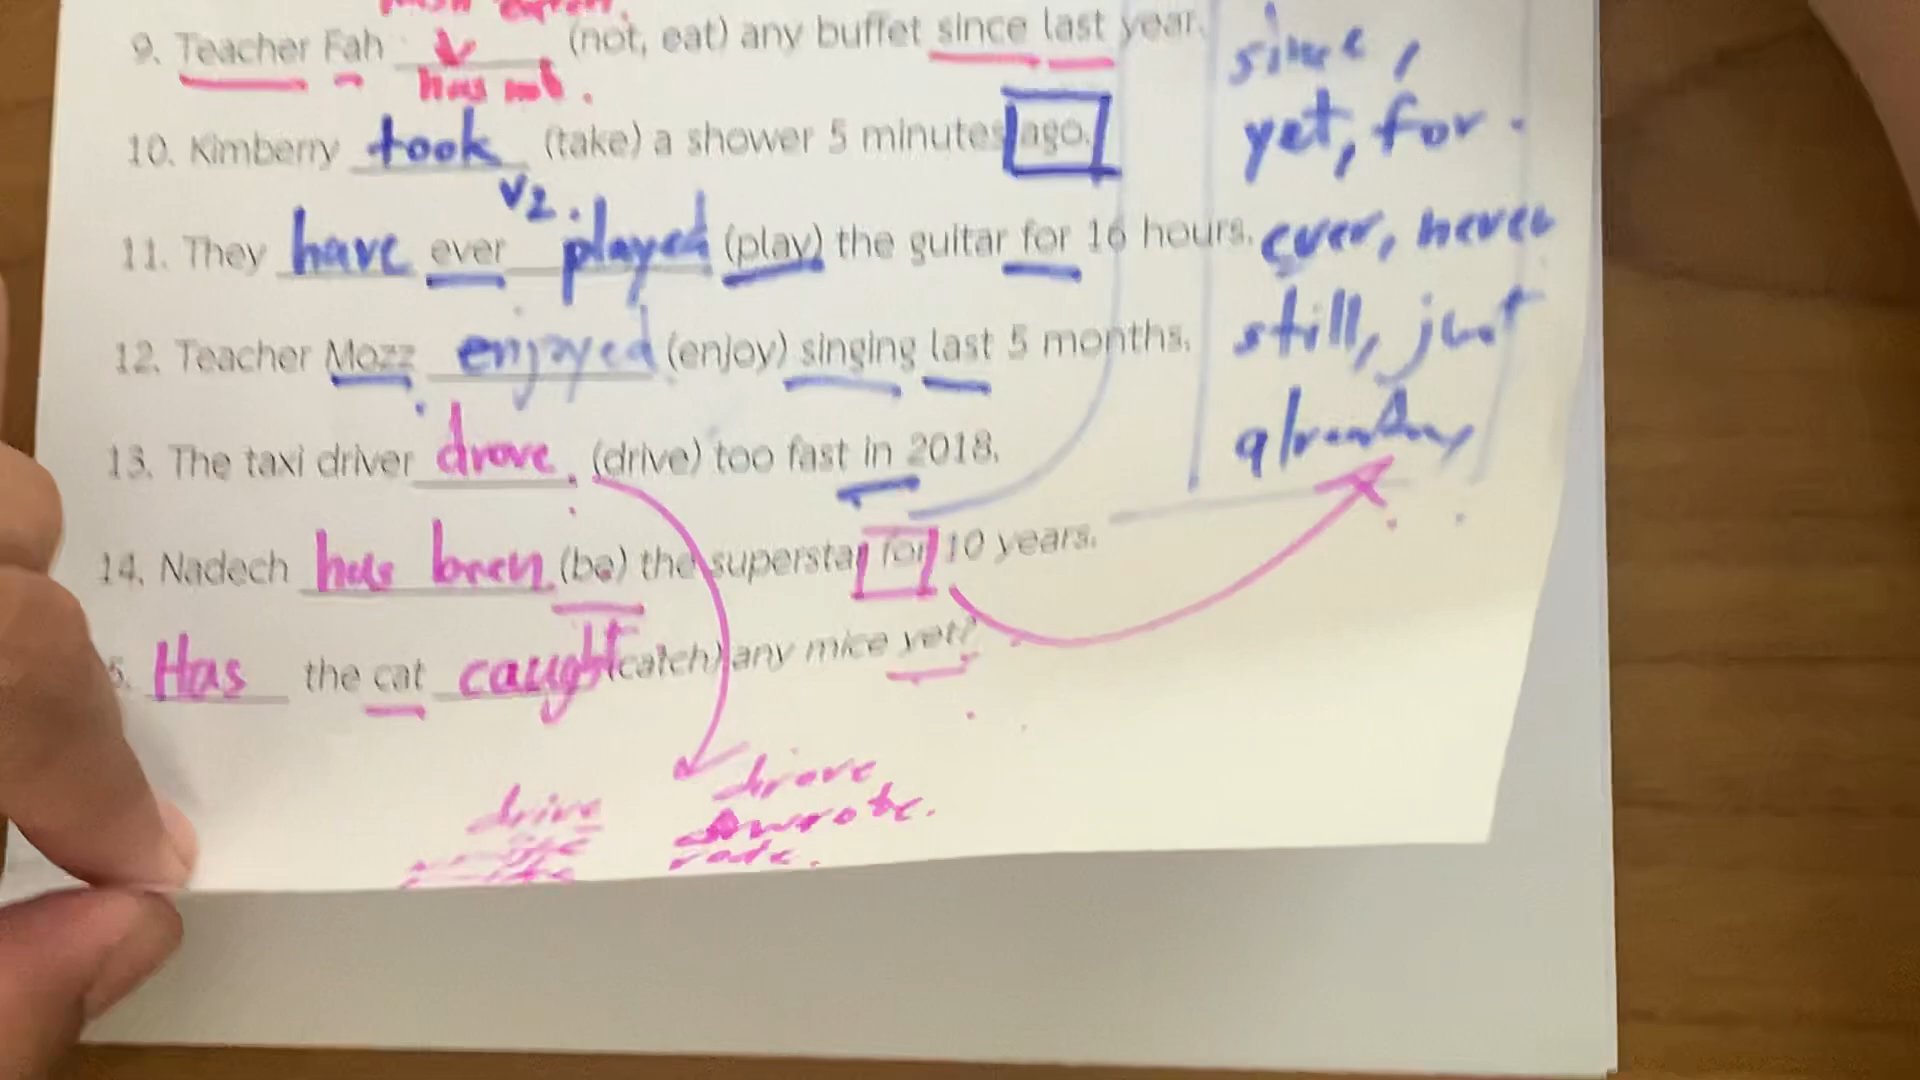 9. Teacher Fah ____ (not, eat) any buffet since last year.
has not.
10. Kimberry took (take) a shower 5 minutes ago.
V2.
11. They have ever played (play) the guitar for 16 hours.
12. Teacher Mozz enjoyed (enjoy) singing last 5 months.
13. The taxi driver drove (drive) too fast in 2018.
14. Nadech has been (be) the superstar for 10 years.
5. Has the cat caught (catch) any mice yet?
since,
yet, for.
ever, never
still, just
already
drive
drove
wrote.
rode.